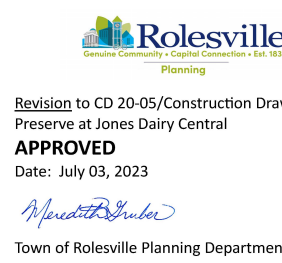 Rolesville
Genuine Community • Capital Connection • Est. 183
Planning
Revision to CD 20-05/Construction Dra
Preserve at Jones Dairy Central
APPROVED
Date: July 03, 2023
Meredith Gruber
Town of Rolesville Planning Departmen